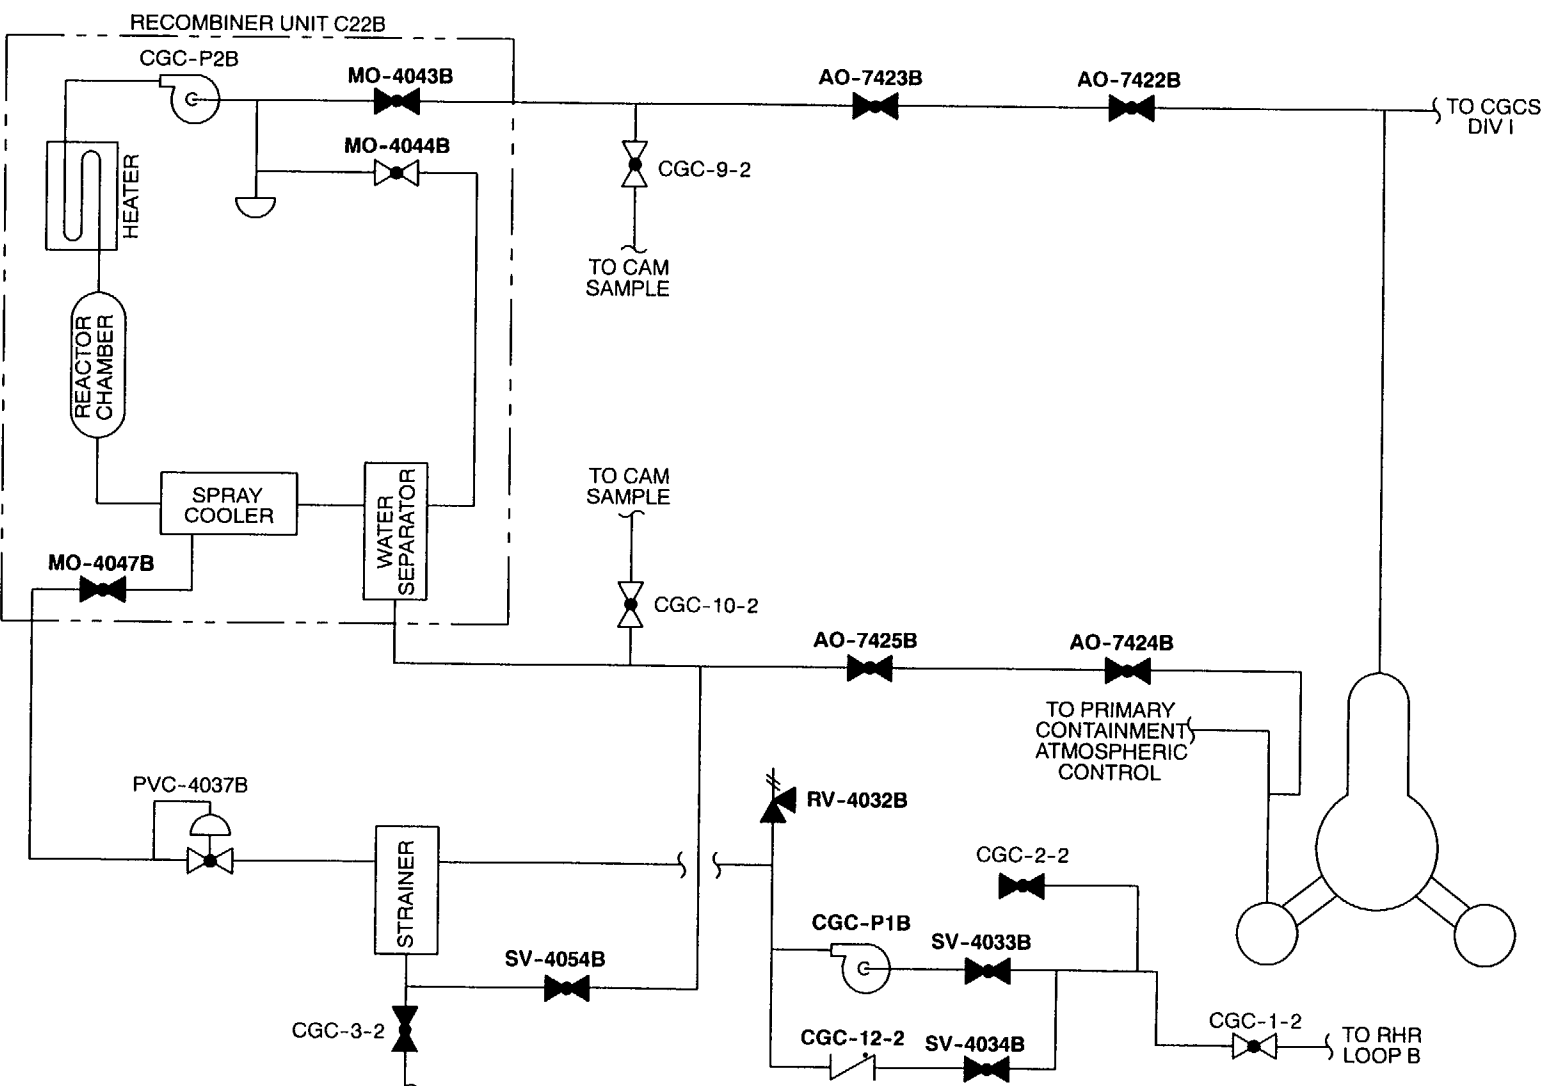 RECOMBINER UNIT C22B
CGC-P2B
MO-4043B
AO-7423B
AO-7422B
TO CGCS
DIV I
MO-4044B
CGC-9-2
HEATER
TO CAM
SAMPLE
REACTOR
CHAMBER
TO CAM
SAMPLE
SPRAY
COOLER
WATER
SEPARATOR
MO-4047B
CGC-10-2
AO-7425B
AO-7424B
TO PRIMARY
CONTAINMENT
ATMOSPHERIC
CONTROL
PVC-4037B
RV-4032B
STRAINER
CGC-2-2
CGC-P1B
SV-4033B
SV-4054B
CGC-3-2
CGC-12-2
SV-4034B
CGC-1-2
TO RHR
LOOP B